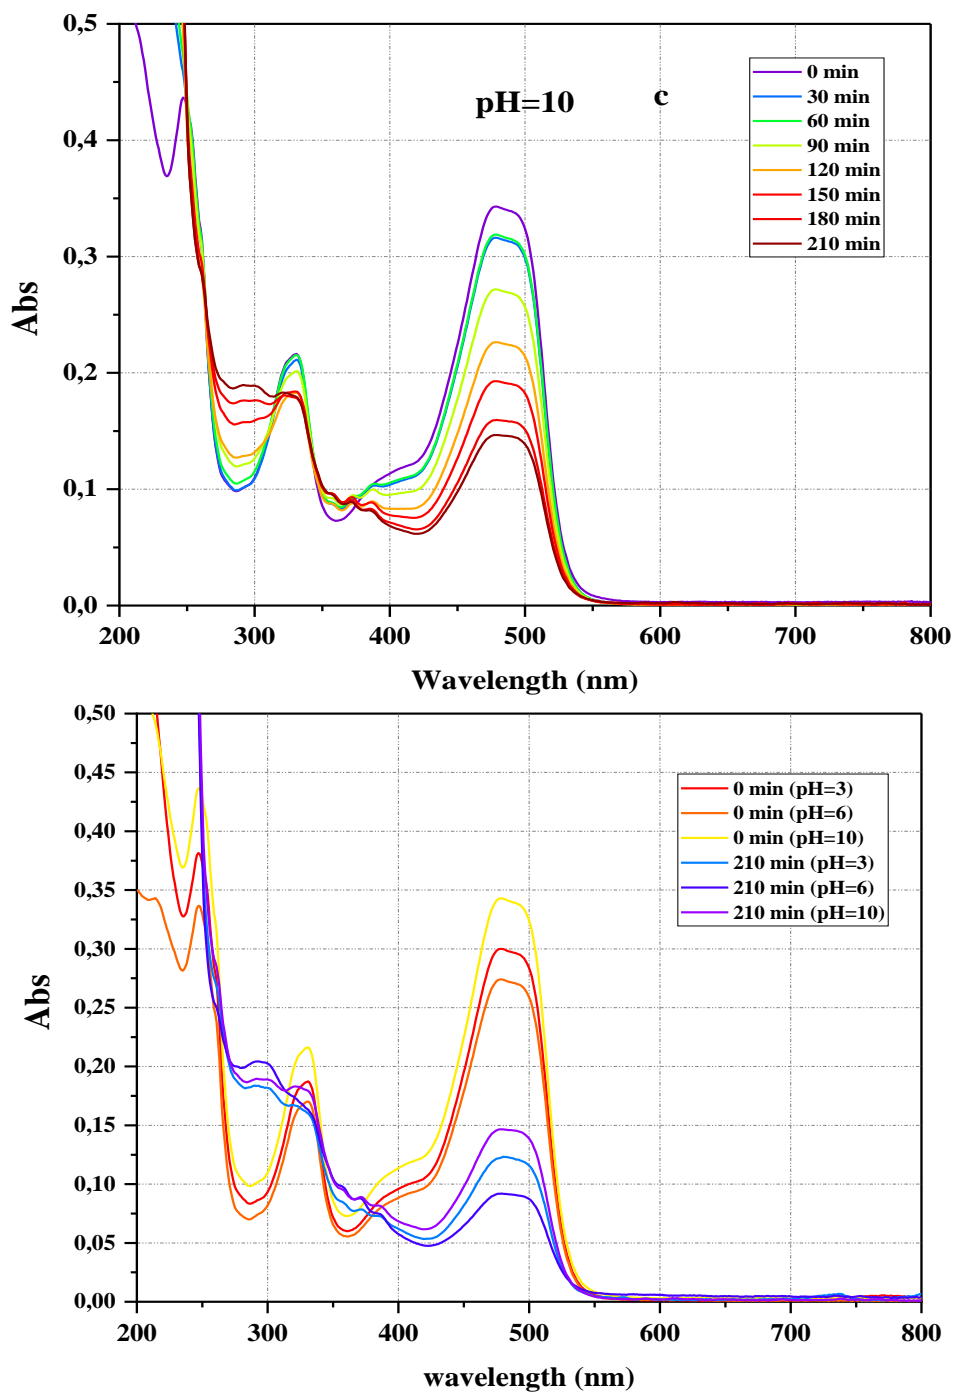 0,5
0,4
0,3
0,2
0,1
0,0
Abs
pH=10
c
0 min
30 min
60 min
90 min
120 min
150 min
180 min
210 min
200 300 400 500 600 700 800
Wavelength (nm)
0,50
0,45
0,40
0,35
0,30
0,25
0,20
0,15
0,10
0,05
0,00
Abs
0 min (pH=3)
0 min (pH=6)
0 min (pH=10)
210 min (pH=3)
210 min (pH=6)
210 min (pH=10)
200 300 400 500 600 700 800
wavelength (nm)